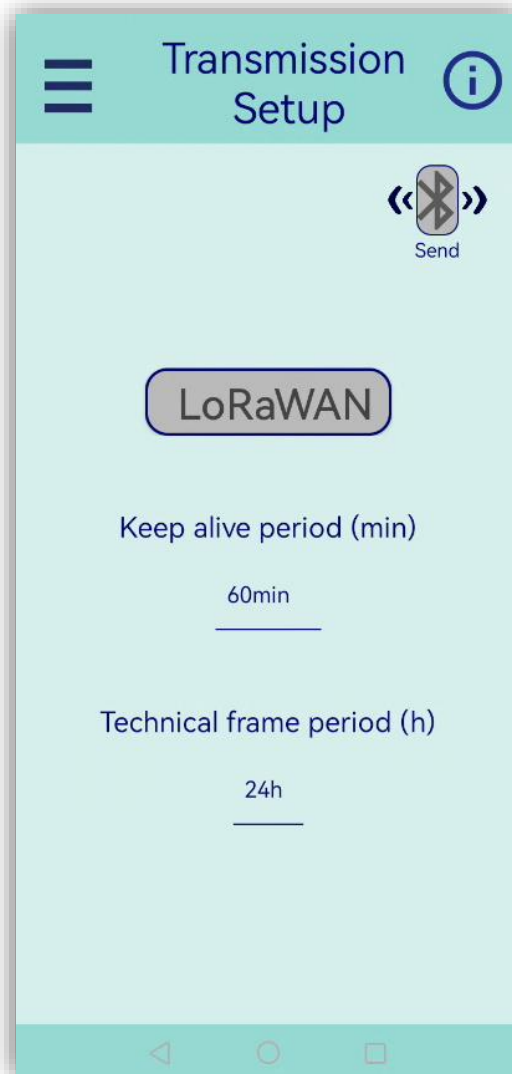 Transmission
Setup
Send
LoRaWAN
Keep alive period (min)
60min
Technical frame period (h)
24h